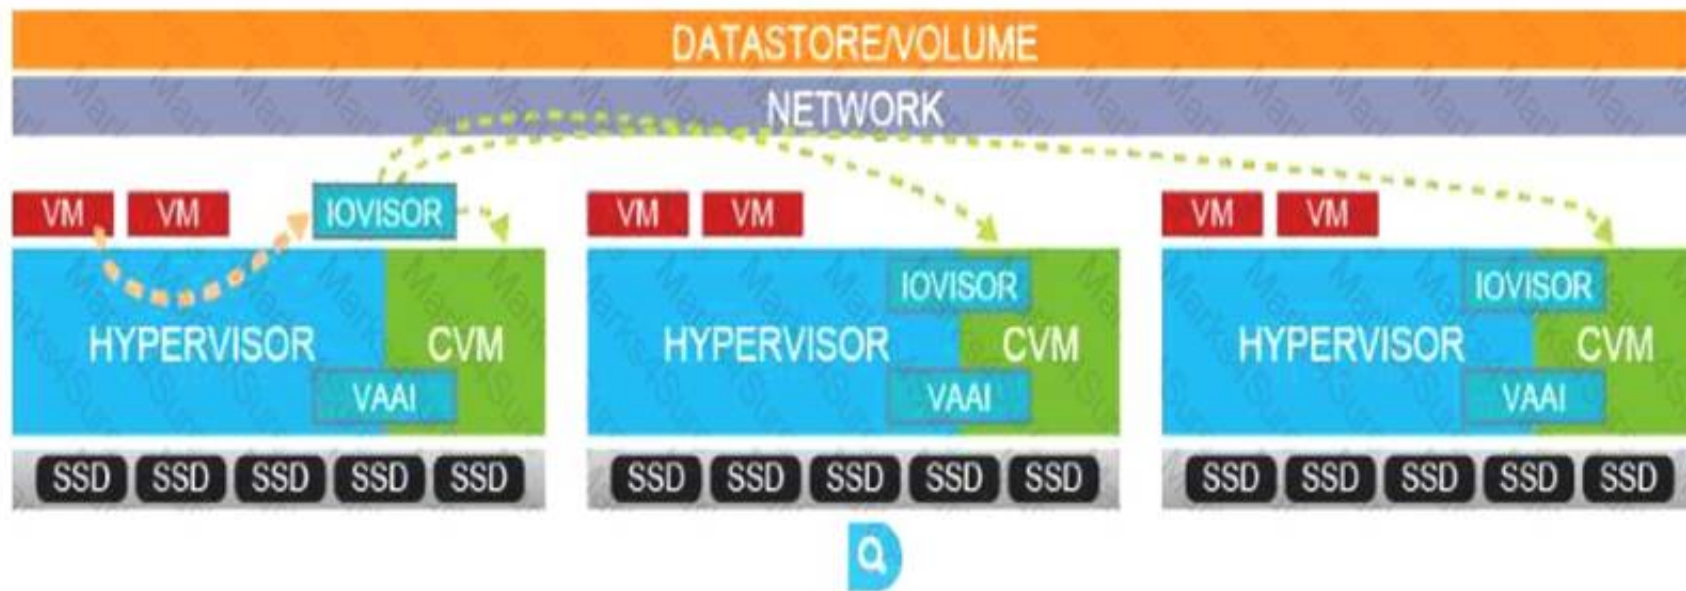 DATASTORE/VOLUME
NETWORK
VM VM IOVISOR VM VM VM VM
IOVISOR IOVISOR
HYPERVISOR CVM HYPERVISOR CVM HYPERVISOR CVM
VAAI VAAI VAAI
SSD SSD SSD SSD SSD SSD SSD SSD SSD SSD SSD SSD SSD SSD SSD